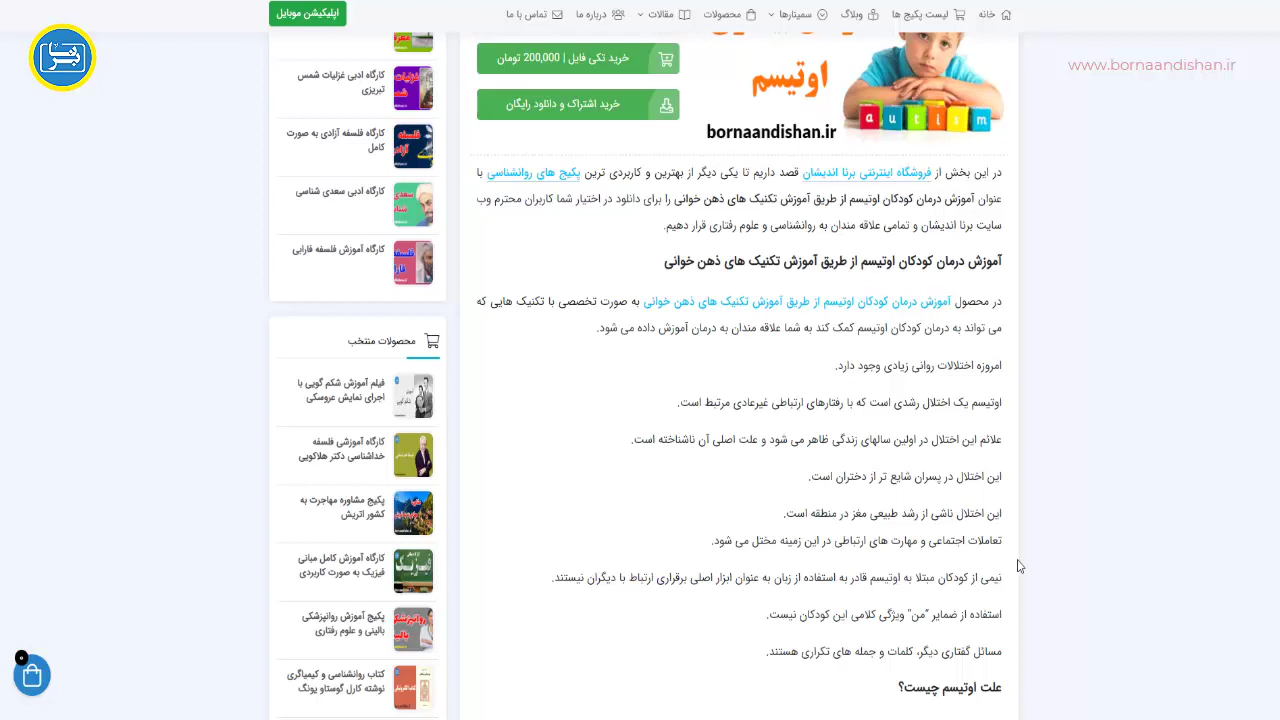 خانه
لیست پکیج ها
وبلاگ
سمینارها
محصولات
مقالات
درباره ما
تماس با ما
اپلیکیشن موبایل
www.bornaandishan.ir
خرید تکی فایل | 200,000 تومان
خرید اشتراک و دانلود رایگان
اوتیسم
autism
bornaandishan.ir
در این بخش از فروشگاه اینترنتی برنا اندیشان قصد داریم تا یکی دیگر از بهترین و کاربردی ترین پکیج های روانشناسی با
عنوان آموزش درمان کودکان اوتیسم از طریق آموزش تکنیک های ذهن خوانی را برای دانلود در اختیار شما کاربران محترم وب
سایت برنا اندیشان و تمامی علاقه مندان به روانشناسی و علوم رفتاری قرار دهیم.
آموزش درمان کودکان اوتیسم از طریق آموزش تکنیک های ذهن خوانی
در محصول آموزش درمان کودکان اوتیسم از طریق آموزش تکنیک های ذهن خوانی به صورت تخصصی با تکنیک هایی که
می تواند به درمان کودکان اوتیسم کمک کند به شما علاقه مندان به درمان آموزش داده می شود.
امروزه اختلالات روانی زیادی وجود دارد.
اوتیسم یک اختلال رشدی است که با رفتارهای ارتباطی غیرعادی مرتبط است.
علائم این اختلال در اولین سالهای زندگی ظاهر می شود و علت اصلی آن ناشناخته است.
این اختلال در پسران شایع تر از دختران است.
این اختلال ناشی از رشد طبیعی مغز در منطقه است.
تعاملات اجتماعی و مهارت های ارتباطی در این زمینه مختل می شود.
نیمی از کودکان مبتلا به اوتیسم قادر به استفاده از زبان به عنوان ابزار اصلی برقراری ارتباط با دیگران نیستند.
استفاده از ضمایر “من” ویژگی کلامی این کودکان نیست.
مسائل گفتاری دیگر، کلمات و جمله های تکراری هستند.
علت اوتیسم چیست؟
کارگاه ادبی غزلیات شمس
تبریزی
کارگاه فلسفه آزادی به صورت
کامل
کارگاه ادبی سعدی شناسی
کارگاه آموزش فلسفه فارابی
محصولات منتخب
فیلم آموزش شکم گویی با
اجرای نمایش عروسکی
کارگاه آموزشی فلسفه
خداشناسی دکتر هلاکویی
پکیج مشاوره مهاجرت به
کشور اتریش
کارگاه آموزش کامل مبانی
فیزیک به صورت کاربردی
پکیج آموزش روانپزشکی
بالینی و علوم رفتاری
کتاب روانشناسی و کیمیاگری
نوشته کارل گوستاو یونگ
0